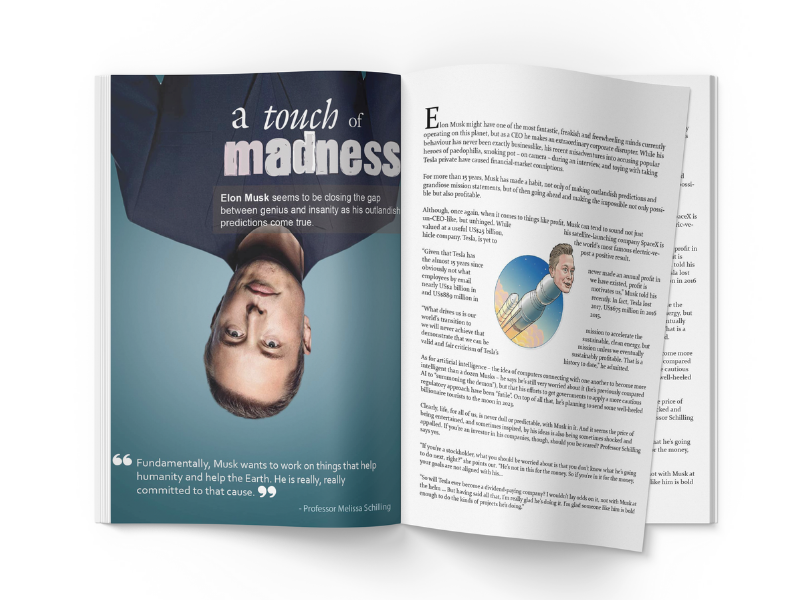 a touch of
madness
Elon Musk seems to be closing the gap
between genius and insanity as his outlandish
predictions come true.
Fundamentally, Musk wants to work on things that help
humanity and help the Earth. He is really, really
committed to that cause.
- Professor Melissa Schilling
Elon Musk might have one of the most fantastic, freakish and freewheeling minds currently
operating on this planet, but as a CEO he makes an extraordinary corporate disrupter. While his
behaviour has never been exactly businesslike, his recent misadventures into accusing popular
heroes of paedophilia, smoking pot – on camera – during an interview, and toying with taking
Tesla private have caused financial-market conniptions.
For more than 15 years, Musk has made a habit, not only of making outlandish predictions and
grandiose mission statements, but of then going ahead and making the impossible not only possi-
ble but also profitable.
Although, once again, when it comes to things like profit, Musk can tend to sound not just
un-CEO-like, but unhinged. While his satellite-launching company SpaceX is
valued at a useful US$25 billion, the world's most famous electric-ve-
hicle company, Tesla, is yet to post a positive result.
"Given that Tesla has never made an annual profit in
the almost 15 years since we have existed, profit is
obviously not what motivates us," Musk told his
employees by email recently. In fact, Tesla lost
nearly US$2 billion in 2017, US$675 million in 2016
and US$889 million in 2015.
"What drives us is our mission to accelerate the
world's transition to sustainable, clean energy, but
we will never achieve that mission unless we eventually
demonstrate that we can be sustainably profitable. That is a
valid and fair criticism of Tesla's history to date," he admitted.
As for artificial intelligence – the idea of computers connecting with one another to become more
intelligent than a dozen Musks – he says he's still very worried about it (he's previously compared
AI to "summoning the demon"), but that his efforts to get governments to apply a more cautious
regulatory approach have been "futile". On top of all that, he's planning to send some well-heeled
billionaire tourists to the moon in 2023.
Clearly, life, for all of us, is never dull or predictable, with Musk in it. And it seems the price of
being entertained, and sometimes inspired, by his ideas is also being sometimes shocked and
appalled. If you're an investor in his companies, though, should you be scared? Professor Schilling
says yes.
"If you're a stockholder, what you should be worried about is that you don't know what he's going
to do next, right?" she points out. "He's not in this for the money. So if you're in it for the money,
your goals are not aligned with his...
"So will Tesla ever become a dividend-paying company? I wouldn't lay odds on it, not with Musk at
the helm ... But having said all that, I'm really glad he's doing it. I'm glad someone like him is bold
enough to do the kinds of projects he's doing."